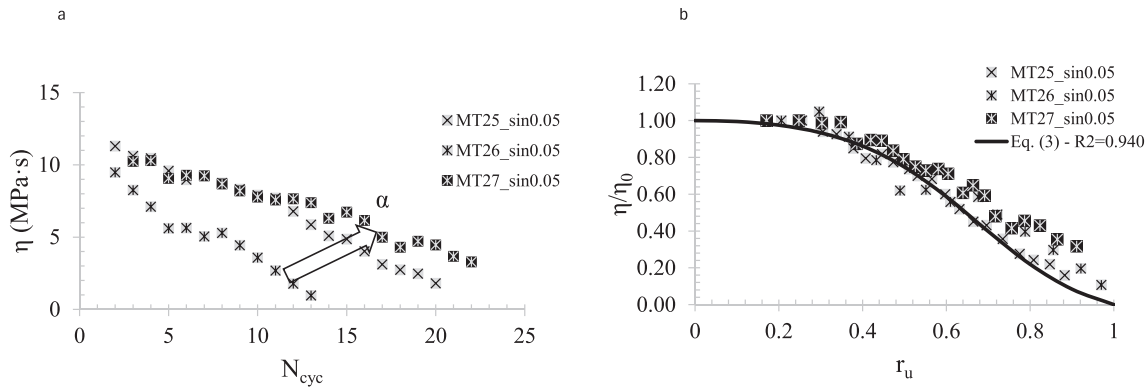 a
η (MPa·s)
15
10
5
0
0 5 10 15 20 25
N_cyc
MT25_sin0.05
MT26_sin0.05
MT27_sin0.05
α
b
η/η0
1.20
1.00
0.80
0.60
0.40
0.20
0.00
0 0.2 0.4 0.6 0.8 1
r_u
MT25_sin0.05
MT26_sin0.05
MT27_sin0.05
Eq. (3) - R2=0.940